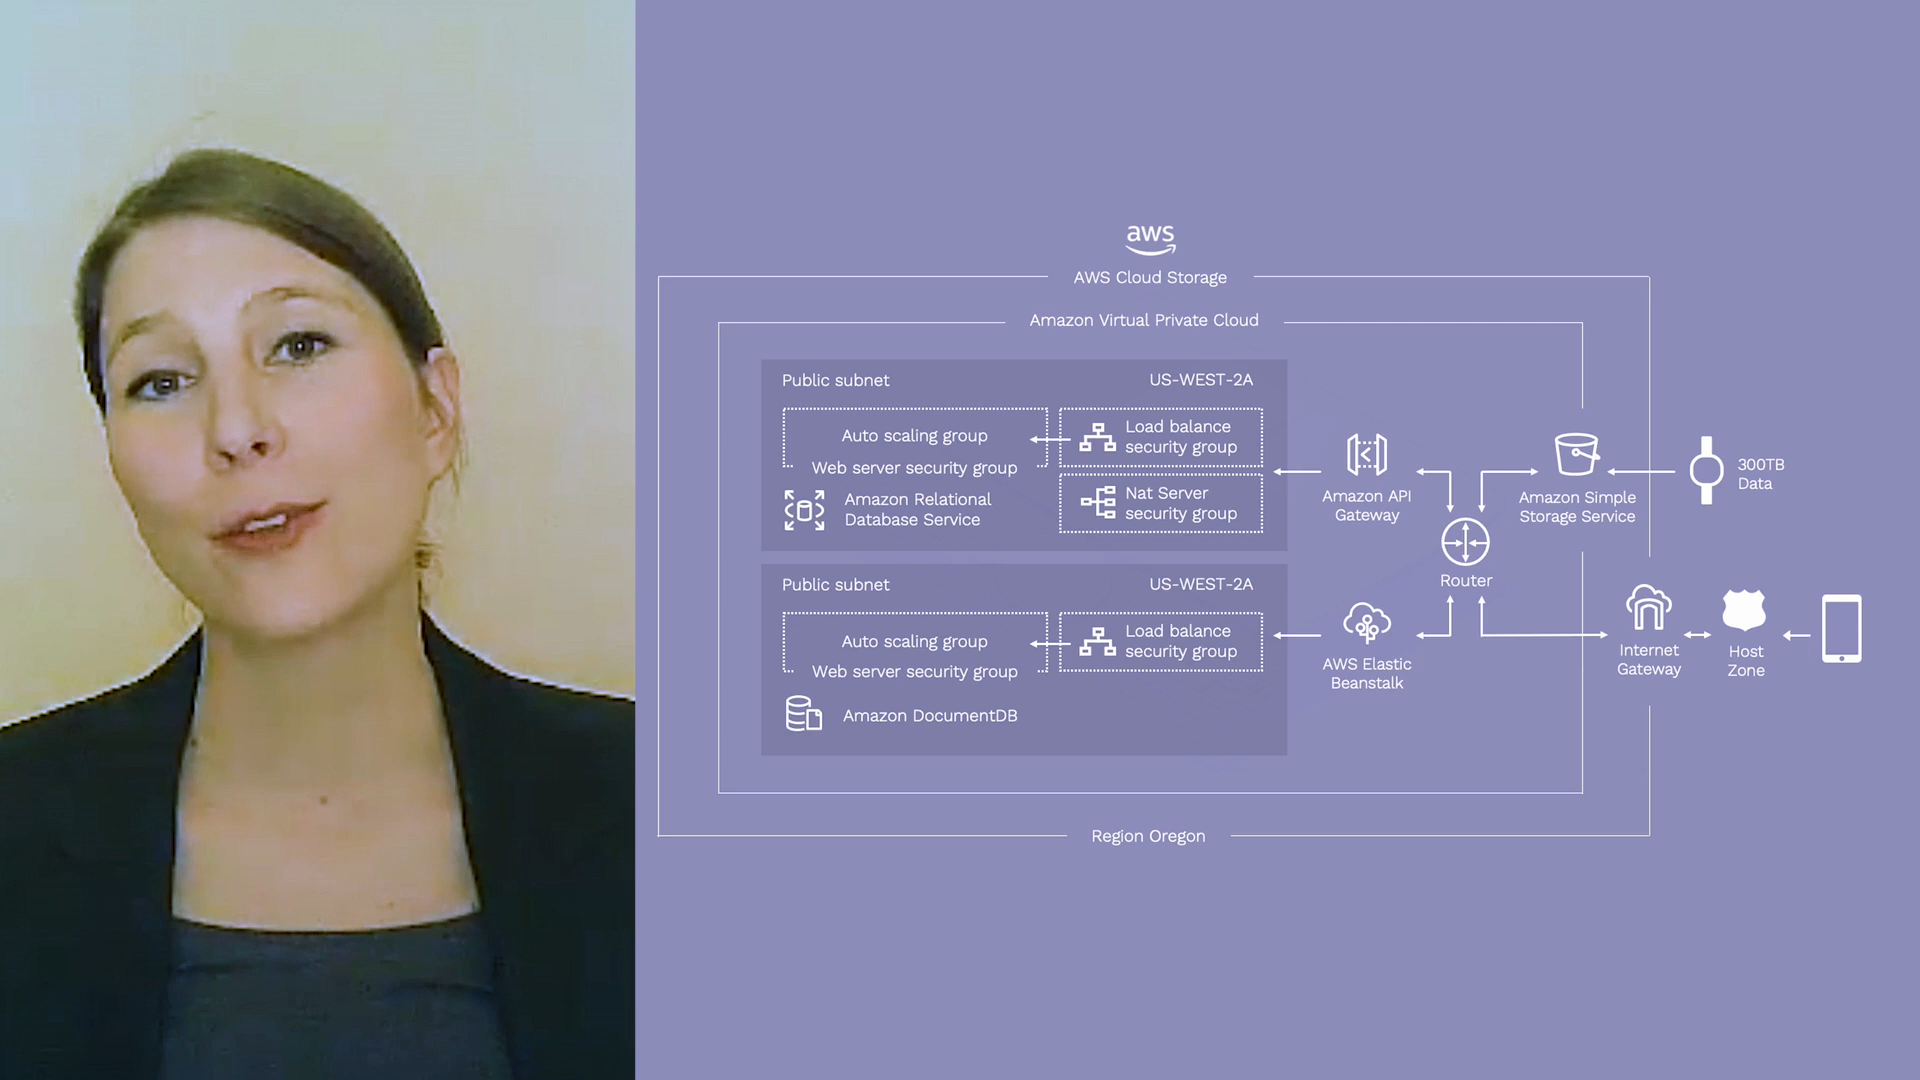 aws
AWS Cloud Storage
Amazon Virtual Private Cloud
Public subnet
US-WEST-2A
Auto scaling group
Web server security group
Load balance
security group
Amazon Relational
Database Service
Nat Server
security group
Public subnet
US-WEST-2A
Auto scaling group
Web server security group
Load balance
security group
Amazon DocumentDB
Amazon API
Gateway
Router
AWS Elastic
Beanstalk
Amazon Simple
Storage Service
300TB
Data
Internet
Gateway
Host
Zone
Region Oregon